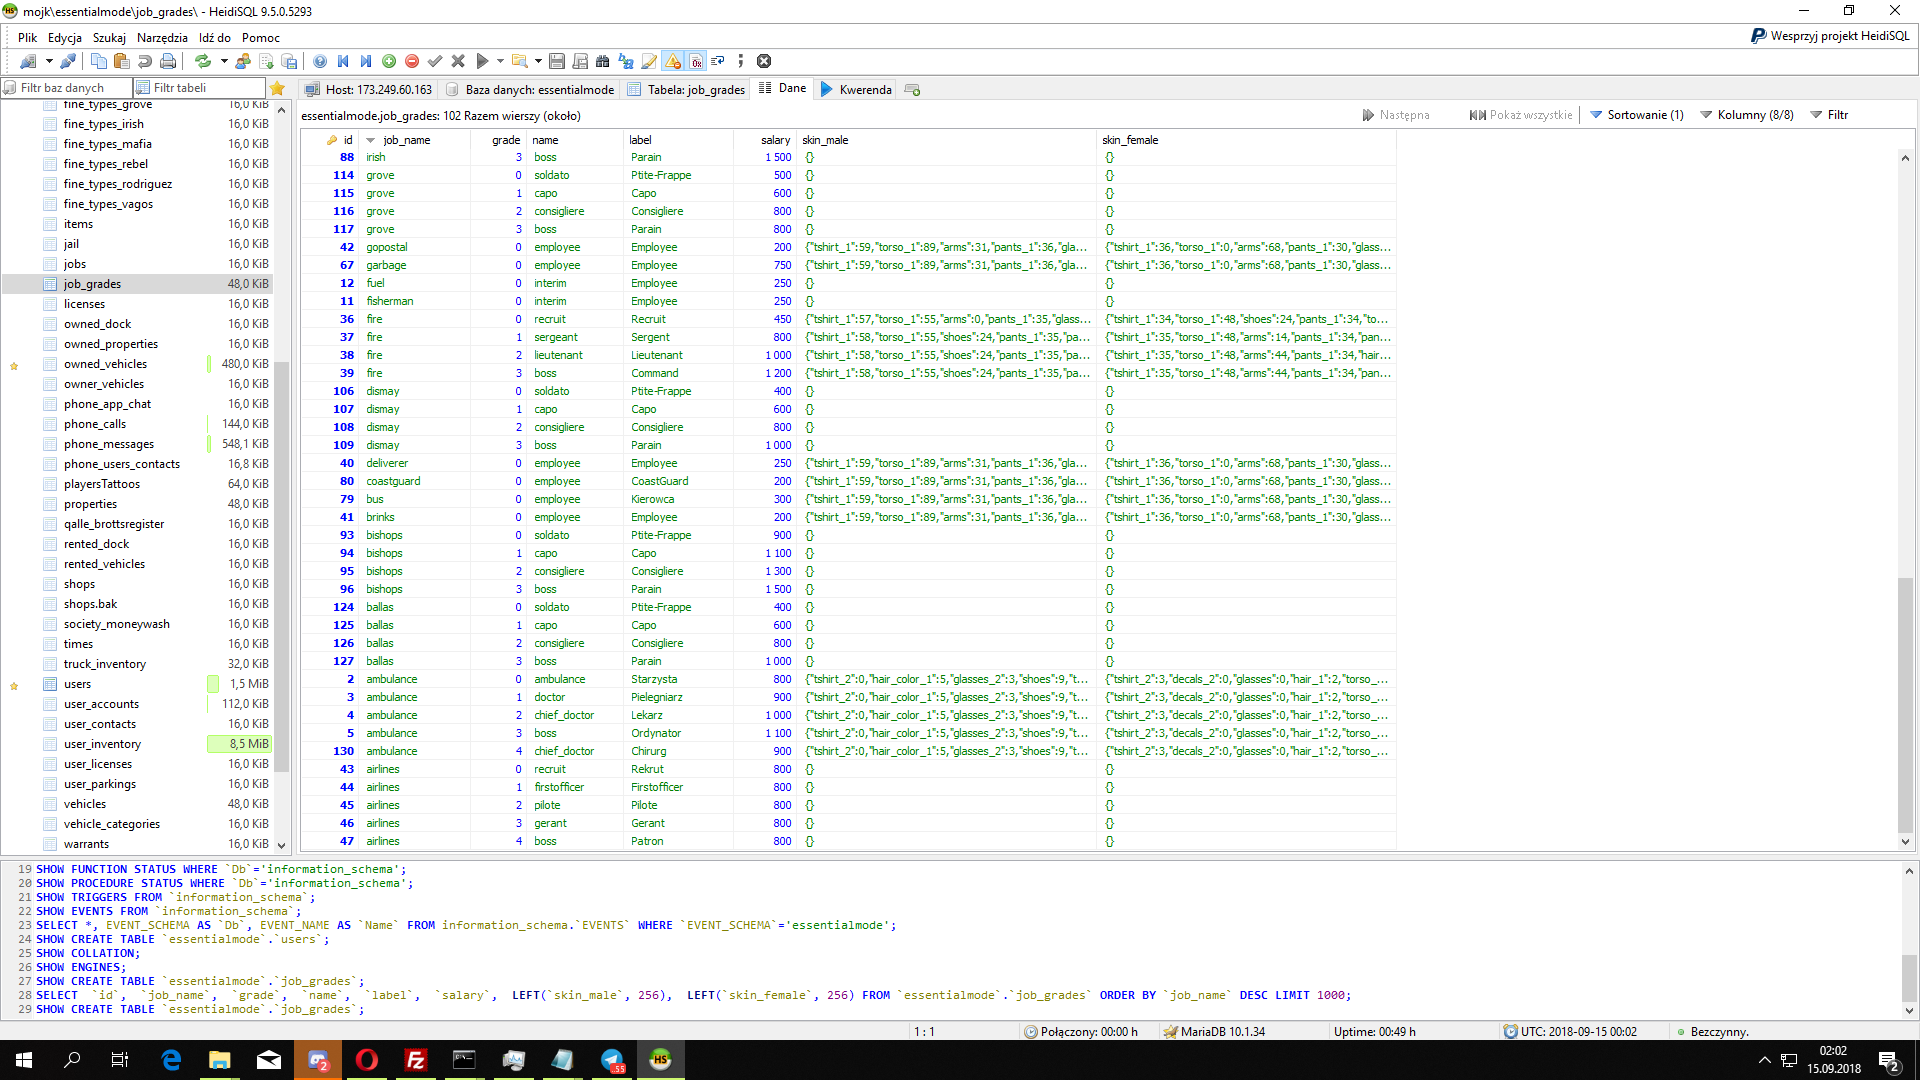 mojk\essentialmode\job_grades\ - HeidiSQL 9.5.0.5293
Plik Edycja Szukaj Narzędzia Idź do Pomoc
Wesprzyj projekt HeidiSQL
Filtr baz danych Filtr tabeli
Host: 173.249.60.163 Baza danych: essentialmode Tabela: job_grades Dane Kwerenda
essentialmode.job_grades: 102 Razem wierszy (około)
Następna Pokaż wszystkie Sortowanie (1) Kolumny (8/8) Filtr
fine_types_grove 16,0 KiB
fine_types_irish 16,0 KiB
fine_types_mafia 16,0 KiB
fine_types_rebel 16,0 KiB
fine_types_rodriguez 16,0 KiB
fine_types_vagos 16,0 KiB
items 16,0 KiB
jail 16,0 KiB
jobs 16,0 KiB
job_grades 48,0 KiB
licenses 16,0 KiB
owned_dock 16,0 KiB
owned_properties 16,0 KiB
owned_vehicles 480,0 KiB
owner_vehicles 16,0 KiB
phone_app_chat 16,0 KiB
phone_calls 144,0 KiB
phone_messages 548,1 KiB
phone_users_contacts 16,8 KiB
playersTattoos 64,0 KiB
properties 48,0 KiB
qalle_brottsregister 16,0 KiB
rented_dock 16,0 KiB
rented_vehicles 16,0 KiB
shops 16,0 KiB
shops.bak 16,0 KiB
society_moneywash 16,0 KiB
times 16,0 KiB
truck_inventory 32,0 KiB
users 1,5 MiB
user_accounts 112,0 KiB
user_contacts 16,0 KiB
user_inventory 8,5 MiB
user_licenses 16,0 KiB
user_parkings 16,0 KiB
vehicles 48,0 KiB
vehicle_categories 16,0 KiB
warrants 16,0 KiB
id job_name grade name label salary skin_male skin_female
88 irish 3 boss Parain 1 500 {} {}
114 grove 0 soldato Ptite-Frappe 500 {} {}
115 grove 1 capo Capo 600 {} {}
116 grove 2 consigliere Consigliere 800 {} {}
117 grove 3 boss Parain 800 {} {}
42 gopostal 0 employee Employee 200 {"tshirt_1":59,"torso_1":89,"arms":31,"pants_1":36,"gla... {"tshirt_1":36,"torso_1":0,"arms":68,"pants_1":30,"glass...
67 garbage 0 employee Employee 750 {"tshirt_1":59,"torso_1":89,"arms":31,"pants_1":36,"gla... {"tshirt_1":36,"torso_1":0,"arms":68,"pants_1":30,"glass...
12 fuel 0 interim Employee 250 {} {}
11 fisherman 0 interim Employee 250 {} {}
36 fire 0 recruit Recruit 450 {"tshirt_1":57,"torso_1":55,"arms":0,"pants_1":35,"glass... {"tshirt_1":34,"torso_1":48,"shoes":24,"pants_1":34,"to...
37 fire 1 sergeant Sergent 800 {"tshirt_1":58,"torso_1":55,"shoes":24,"pants_1":35,"pa... {"tshirt_1":35,"torso_1":48,"arms":14,"pants_1":34,"pan...
38 fire 2 lieutenant Lieutenant 1 000 {"tshirt_1":58,"torso_1":55,"shoes":24,"pants_1":35,"pa... {"tshirt_1":35,"torso_1":48,"arms":44,"pants_1":34,"hair...
39 fire 3 boss Command 1 200 {"tshirt_1":58,"torso_1":55,"shoes":24,"pants_1":35,"pa... {"tshirt_1":35,"torso_1":48,"arms":44,"pants_1":34,"pan...
106 dismay 0 soldato Ptite-Frappe 400 {} {}
107 dismay 1 capo Capo 600 {} {}
108 dismay 2 consigliere Consigliere 800 {} {}
109 dismay 3 boss Parain 1 000 {} {}
40 deliverer 0 employee Employee 250 {"tshirt_1":59,"torso_1":89,"arms":31,"pants_1":36,"gla... {"tshirt_1":36,"torso_1":0,"arms":68,"pants_1":30,"glass...
80 coastguard 0 employee CoastGuard 200 {"tshirt_1":59,"torso_1":89,"arms":31,"pants_1":36,"gla... {"tshirt_1":36,"torso_1":0,"arms":68,"pants_1":30,"glass...
79 bus 0 employee Kierowca 300 {"tshirt_1":59,"torso_1":89,"arms":31,"pants_1":36,"gla... {"tshirt_1":36,"torso_1":0,"arms":68,"pants_1":30,"glass...
41 brinks 0 employee Employee 200 {"tshirt_1":59,"torso_1":89,"arms":31,"pants_1":36,"gla... {"tshirt_1":36,"torso_1":0,"arms":68,"pants_1":30,"glass...
93 bishops 0 soldato Ptite-Frappe 900 {} {}
94 bishops 1 capo Capo 1 100 {} {}
95 bishops 2 consigliere Consigliere 1 300 {} {}
96 bishops 3 boss Parain 1 500 {} {}
124 ballas 0 soldato Ptite-Frappe 400 {} {}
125 ballas 1 capo Capo 600 {} {}
126 ballas 2 consigliere Consigliere 800 {} {}
127 ballas 3 boss Parain 1 000 {} {}
2 ambulance 0 ambulance Starzysta 800 {"tshirt_2":0,"hair_color_1":5,"glasses_2":3,"shoes":9,"t... {"tshirt_2":3,"decals_2":0,"glasses":0,"hair_1":2,"torso_...
3 ambulance 1 doctor Pielegniarz 900 {"tshirt_2":0,"hair_color_1":5,"glasses_2":3,"shoes":9,"t... {"tshirt_2":3,"decals_2":0,"glasses":0,"hair_1":2,"torso_...
4 ambulance 2 chief_doctor Lekarz 1 000 {"tshirt_2":0,"hair_color_1":5,"glasses_2":3,"shoes":9,"t... {"tshirt_2":3,"decals_2":0,"glasses":0,"hair_1":2,"torso_...
5 ambulance 3 boss Ordynator 1 100 {"tshirt_2":0,"hair_color_1":5,"glasses_2":3,"shoes":9,"t... {"tshirt_2":3,"decals_2":0,"glasses":0,"hair_1":2,"torso_...
130 ambulance 4 chief_doctor Chirurg 900 {"tshirt_2":0,"hair_color_1":5,"glasses_2":3,"shoes":9,"t... {"tshirt_2":3,"decals_2":0,"glasses":0,"hair_1":2,"torso_...
43 airlines 0 recruit Rekrut 800 {} {}
44 airlines 1 firstofficer Firstofficer 800 {} {}
45 airlines 2 pilote Pilote 800 {} {}
46 airlines 3 gerant Gerant 800 {} {}
47 airlines 4 boss Patron 800 {} {}
19 SHOW FUNCTION STATUS WHERE `Db`='information_schema';
20 SHOW PROCEDURE STATUS WHERE `Db`='information_schema';
21 SHOW TRIGGERS FROM `information_schema`;
22 SHOW EVENTS FROM `information_schema`;
23 SELECT *, EVENT_SCHEMA AS `Db`, EVENT_NAME AS `Name` FROM information_schema.`EVENTS` WHERE `EVENT_SCHEMA`='essentialmode';
24 SHOW CREATE TABLE `essentialmode`.`users`;
25 SHOW COLLATION;
26 SHOW ENGINES;
27 SHOW CREATE TABLE `essentialmode`.`job_grades`;
28 SELECT `id`, `job_name`, `grade`, `name`, `label`, `salary`, LEFT(`skin_male`, 256), LEFT(`skin_female`, 256) FROM `essentialmode`.`job_grades` ORDER BY `job_name` DESC LIMIT 1000;
29 SHOW CREATE TABLE `essentialmode`.`job_grades`;
1 : 1 Połączony: 00:00 h MariaDB 10.1.34 Uptime: 00:49 h UTC: 2018-09-15 00:02 Bezczynny.
2 55 HS 02:02
15.09.2018 2